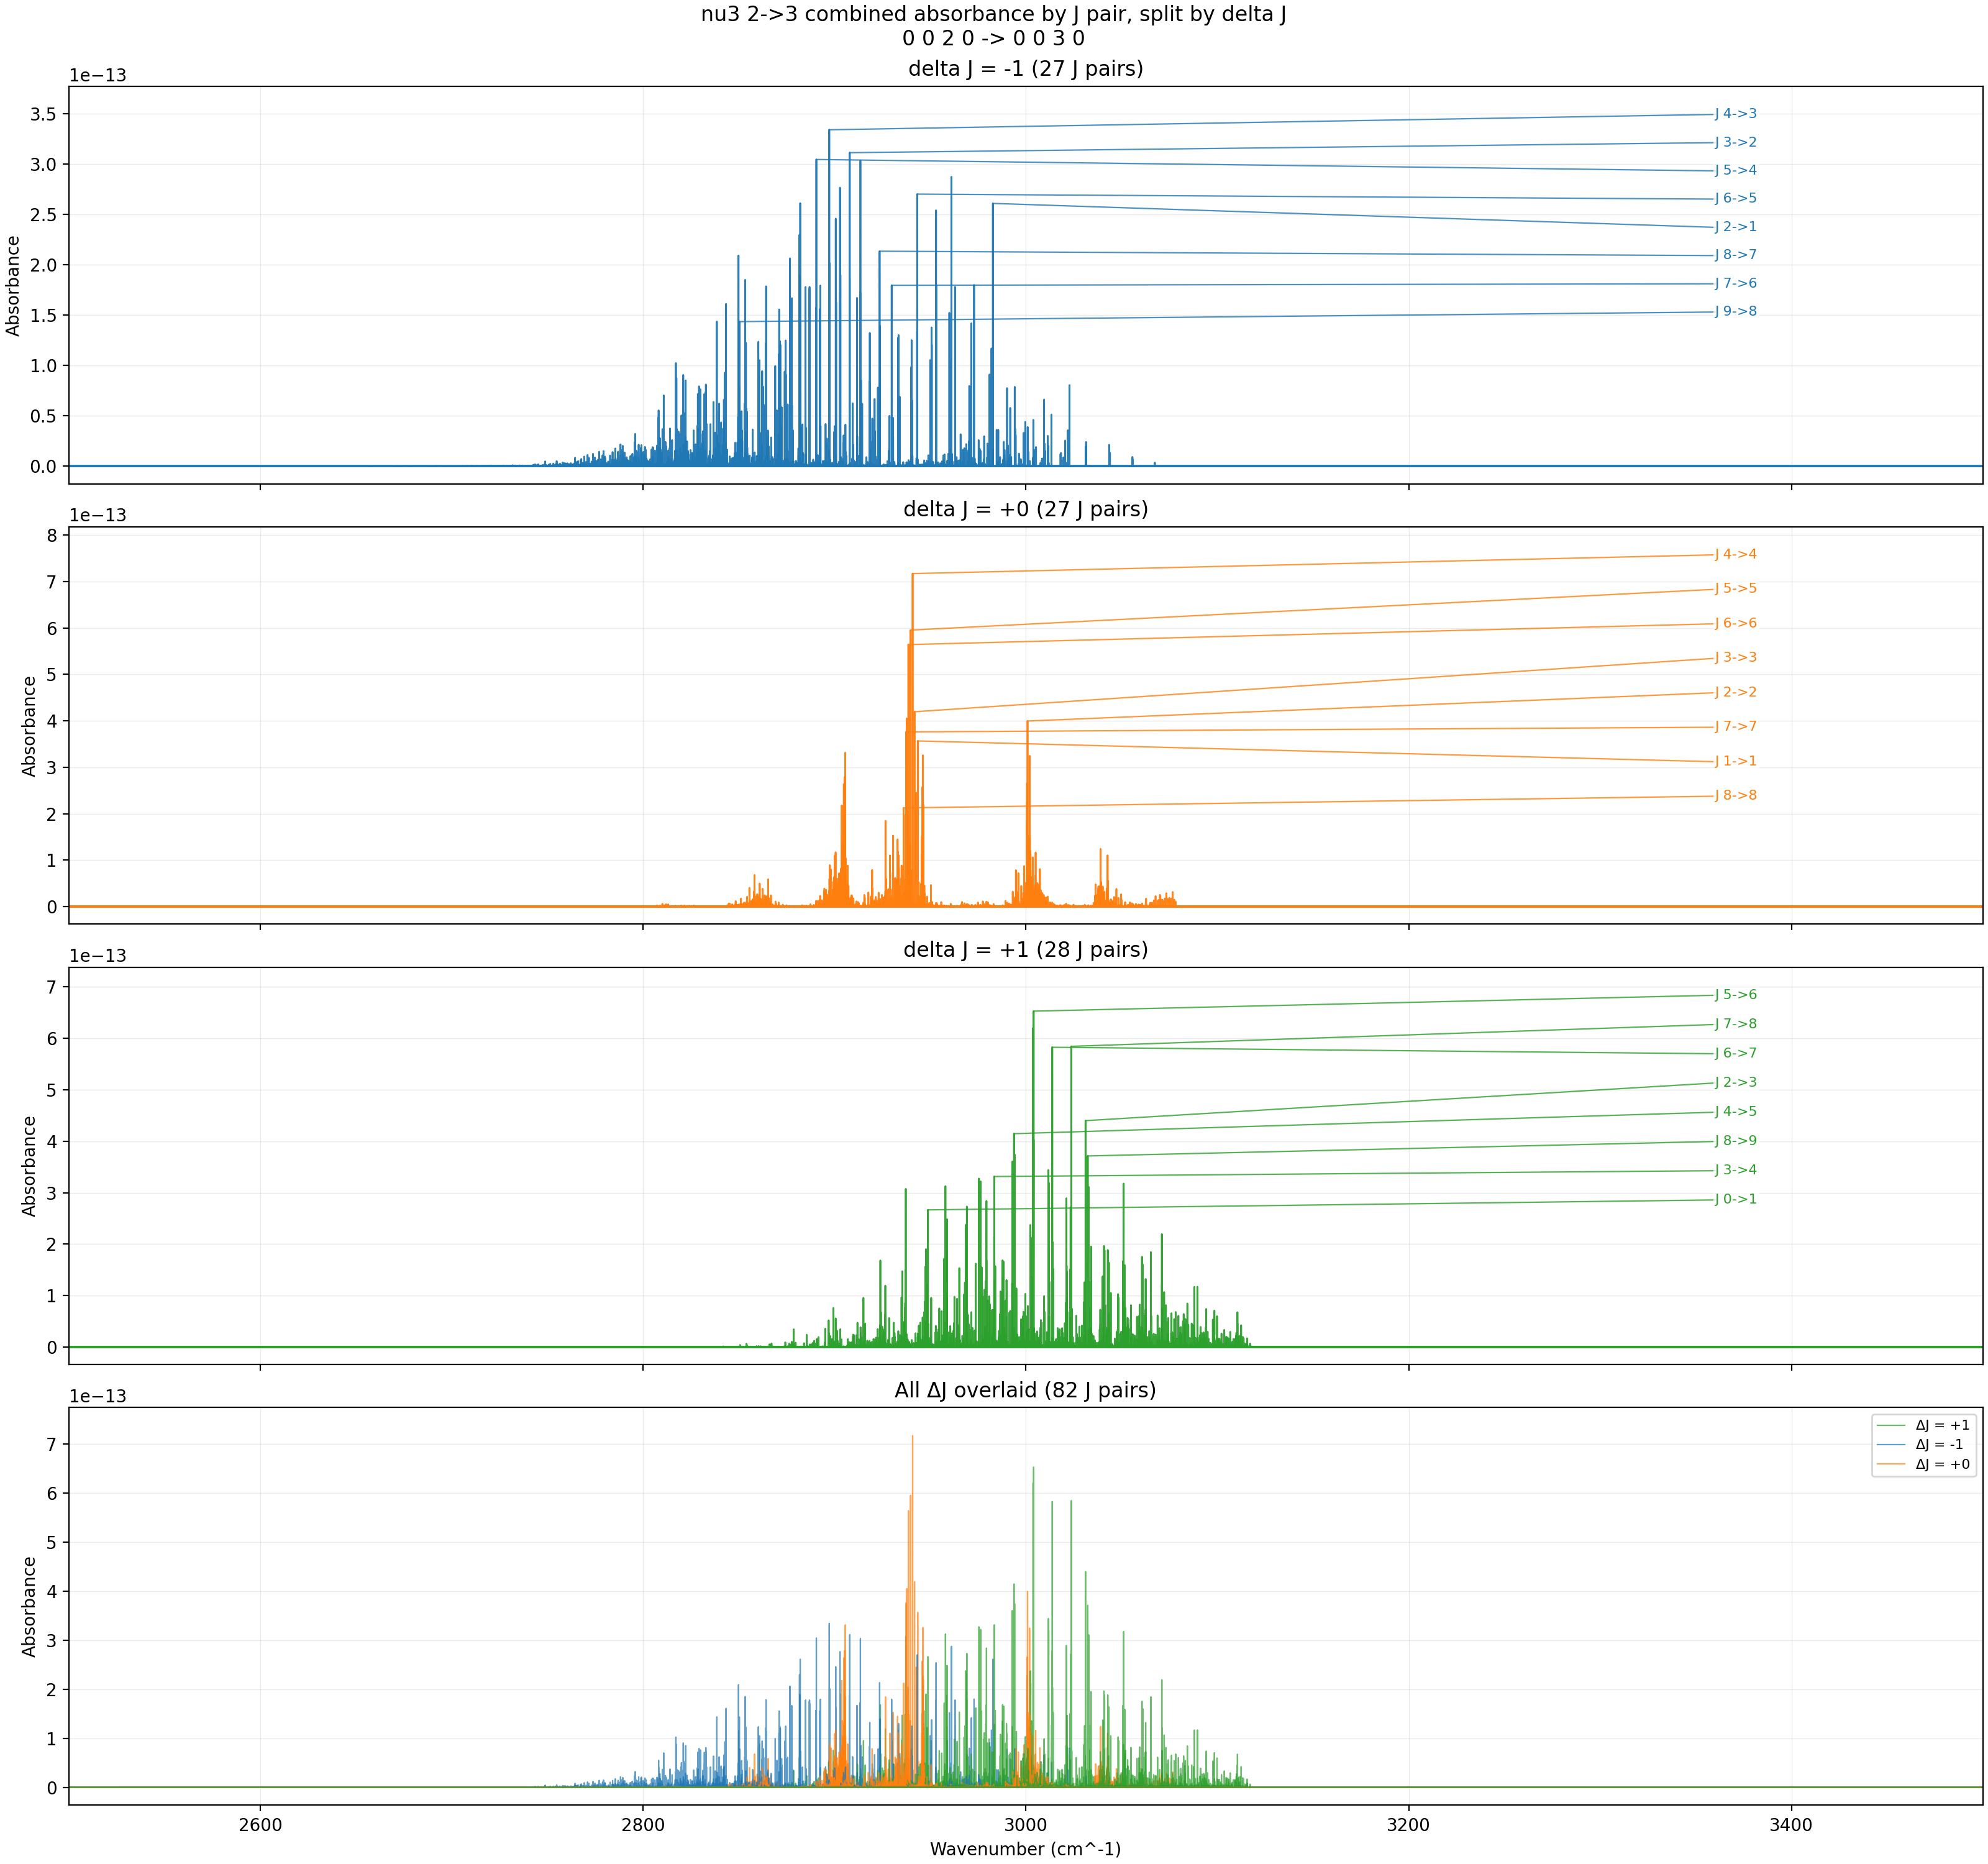 nu3 2->3 combined absorbance by J pair, split by delta J
0 0 2 0 -> 0 0 3 0
delta J = -1 (27 J pairs)
1e−13
3.5
3.0
2.5
2.0
1.5
1.0
0.5
0.0
Absorbance
J 4->3
J 3->2
J 5->4
J 6->5
J 2->1
J 8->7
J 7->6
J 9->8
delta J = +0 (27 J pairs)
1e−13
8
7
6
5
4
3
2
1
0
Absorbance
J 4->4
J 5->5
J 6->6
J 3->3
J 2->2
J 7->7
J 1->1
J 8->8
delta J = +1 (28 J pairs)
1e−13
7
6
5
4
3
2
1
0
Absorbance
J 5->6
J 7->8
J 6->7
J 2->3
J 4->5
J 8->9
J 3->4
J 0->1
All ΔJ overlaid (82 J pairs)
1e−13
7
6
5
4
3
2
1
0
Absorbance
ΔJ = +1
ΔJ = -1
ΔJ = +0
2600 2800 3000 3200 3400
Wavenumber (cm^-1)